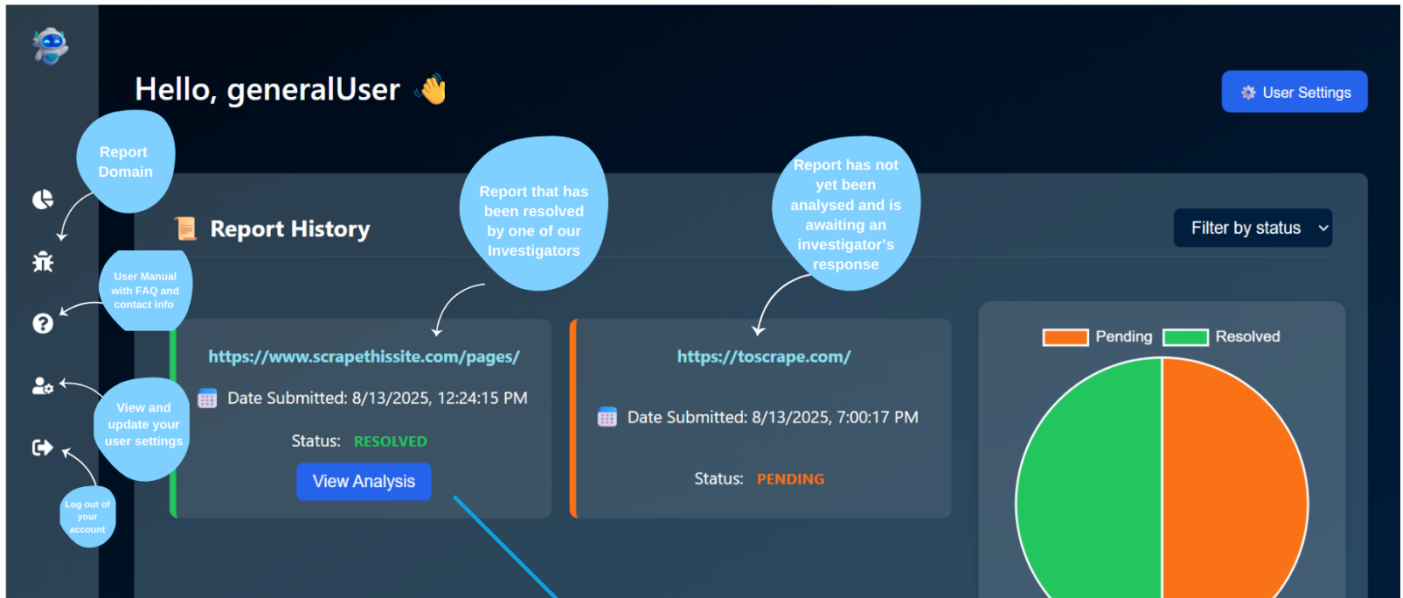 Hello, generalUser 👋
User Settings
Report
Domain
Report that has
been resolved
by one of our
Investigators
Report has not
yet been
analysed and is
awaiting an
investigator's
response
Report History
Filter by status
User Manual
with FAQ and
contact info
https://www.scrapethissite.com/pages/
Date Submitted: 8/13/2025, 12:24:15 PM
Status: RESOLVED
View Analysis
https://toscrape.com/
Date Submitted: 8/13/2025, 7:00:17 PM
Status: PENDING
Pending
Resolved
View and
update your
user settings
Log out of
your
account